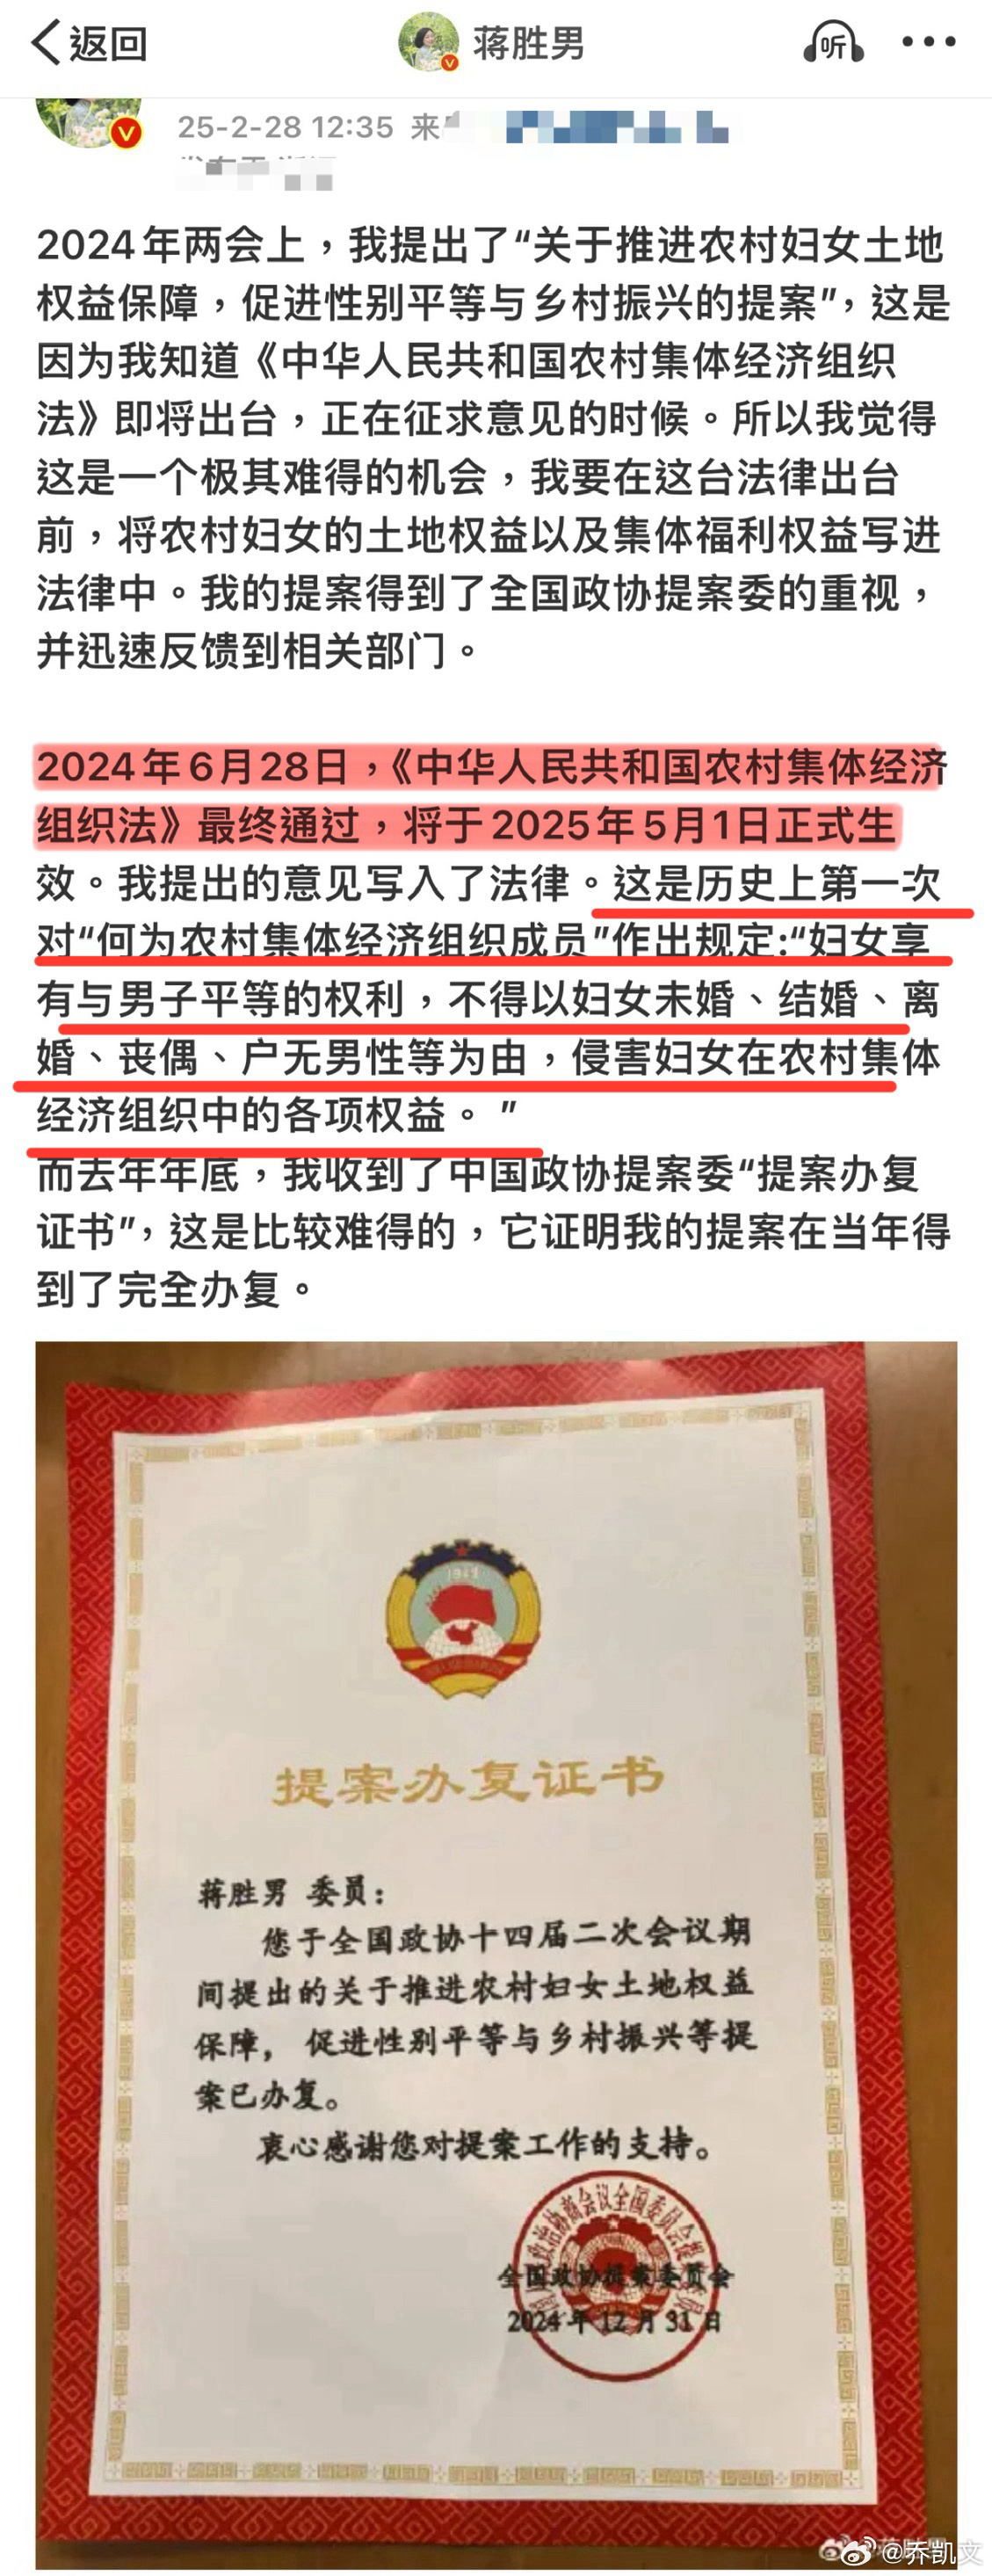 返回
蒋胜男
听
25-2-28 12:35 来
2024年两会上，我提出了“关于推进农村妇女土地
权益保障，促进性别平等与乡村振兴的提案”，这是
因为我知道《中华人民共和国农村集体经济组织
法》即将出台，正在征求意见的时候。所以我觉得
这是一个极其难得的机会，我要在这台法律出台
前，将农村妇女的土地权益以及集体福利权益写进
法律中。我的提案得到了全国政协提案委的重视，
并迅速反馈到相关部门。
2024年6月28日，《中华人民共和国农村集体经济
组织法》最终通过，将于2025年5月1日正式生
效。我提出的意见写入了法律。这是历史上第一次
对“何为农村集体经济组织成员”作出规定:“妇女享
有与男子平等的权利，不得以妇女未婚、结婚、离
婚、丧偶、户无男性等为由，侵害妇女在农村集体
经济组织中的各项权益。 ”
而去年年底，我收到了中国政协提案委“提案办复
证书”，这是比较难得的，它证明我的提案在当年得
到了完全办复。
提案办复证书
蒋胜男 委员：
您于全国政协十四届二次会议期
间提出的关于推进农村妇女土地权益
保障，促进性别平等与乡村振兴等提
案已办复。
衷心感谢您对提案工作的支持。
全国政协提案委员会
2024年12月31日
@乔凯文